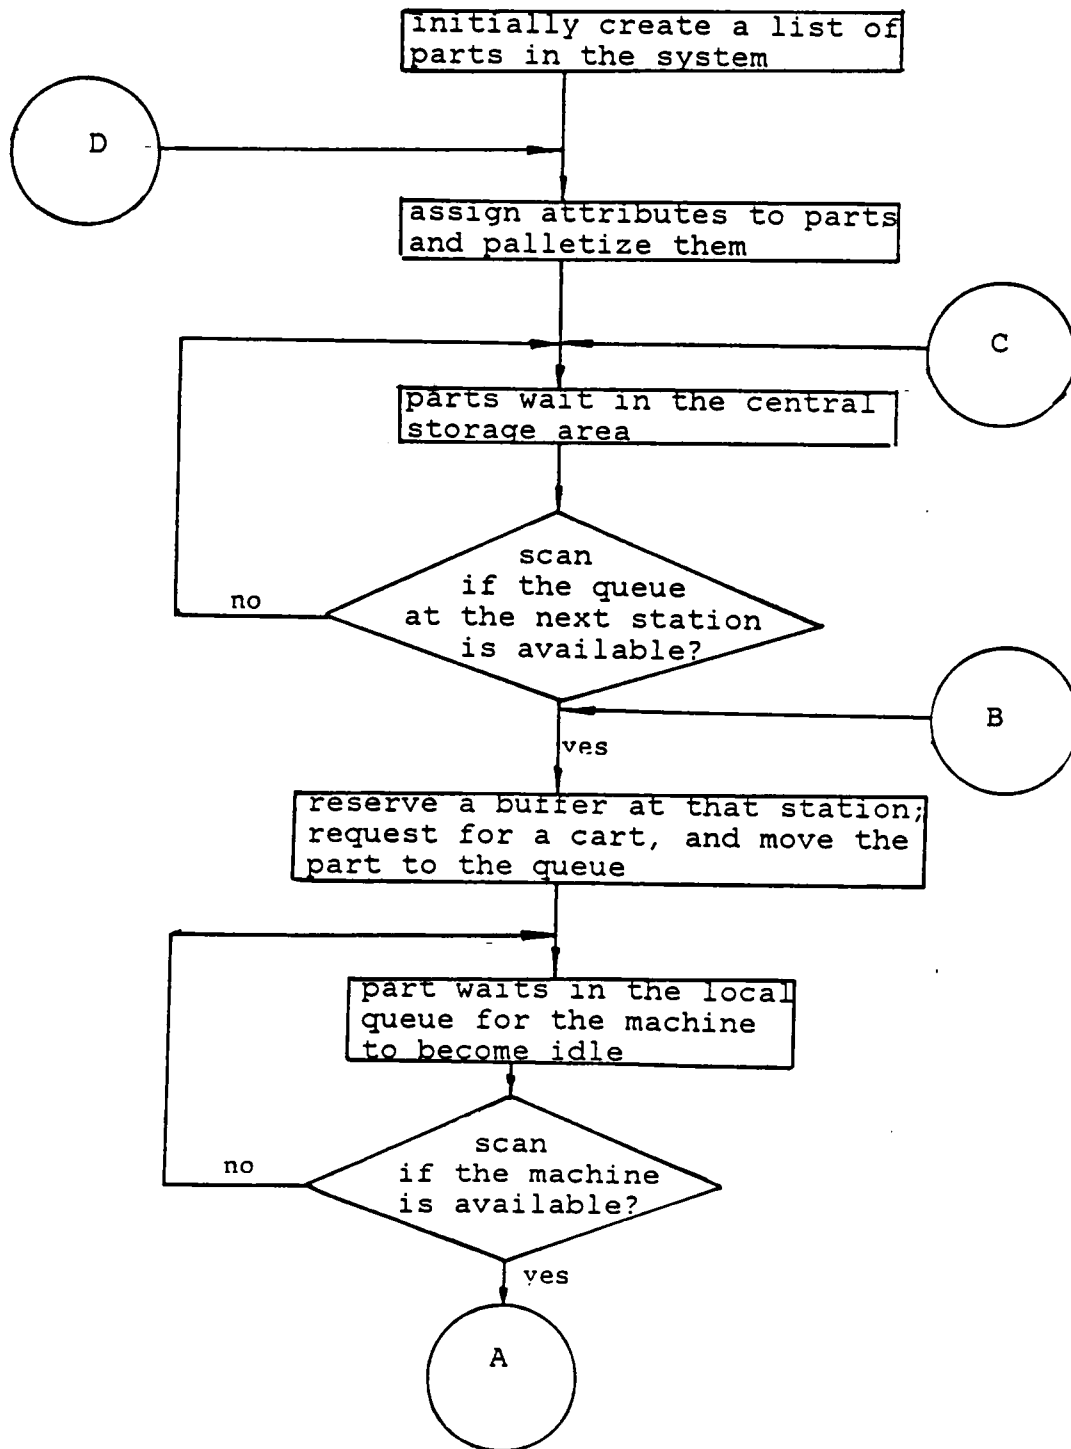 initially create a list of
parts in the system
D
assign attributes to parts
and palletize them
C
parts wait in the central
storage area
scan
if the queue
at the next station
is available?
no
B
yes
reserve a buffer at that station;
request for a cart, and move the
part to the queue
part waits in the local
queue for the machine
to become idle
scan
if the machine
is available?
no
yes
A